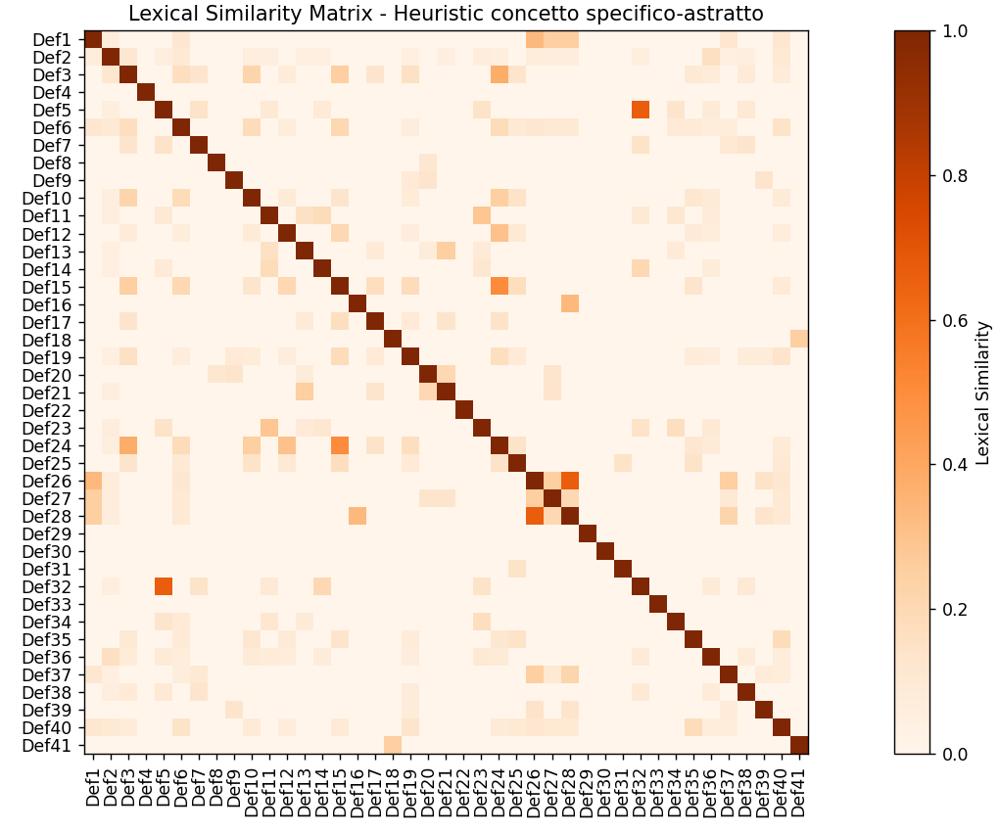 Lexical Similarity Matrix - Heuristic concetto specifico-astratto
Def1
Def2
Def3
Def4
Def5
Def6
Def7
Def8
Def9
Def10
Def11
Def12
Def13
Def14
Def15
Def16
Def17
Def18
Def19
Def20
Def21
Def22
Def23
Def24
Def25
Def26
Def27
Def28
Def29
Def30
Def31
Def32
Def33
Def34
Def35
Def36
Def37
Def38
Def39
Def40
Def41
Def1
Def2
Def3
Def4
Def5
Def6
Def7
Def8
Def9
Def10
Def11
Def12
Def13
Def14
Def15
Def16
Def17
Def18
Def19
Def20
Def21
Def22
Def23
Def24
Def25
Def26
Def27
Def28
Def29
Def30
Def31
Def32
Def33
Def34
Def35
Def36
Def37
Def38
Def39
Def40
Def41
1.0
0.8
0.6
0.4
0.2
0.0
Lexical Similarity